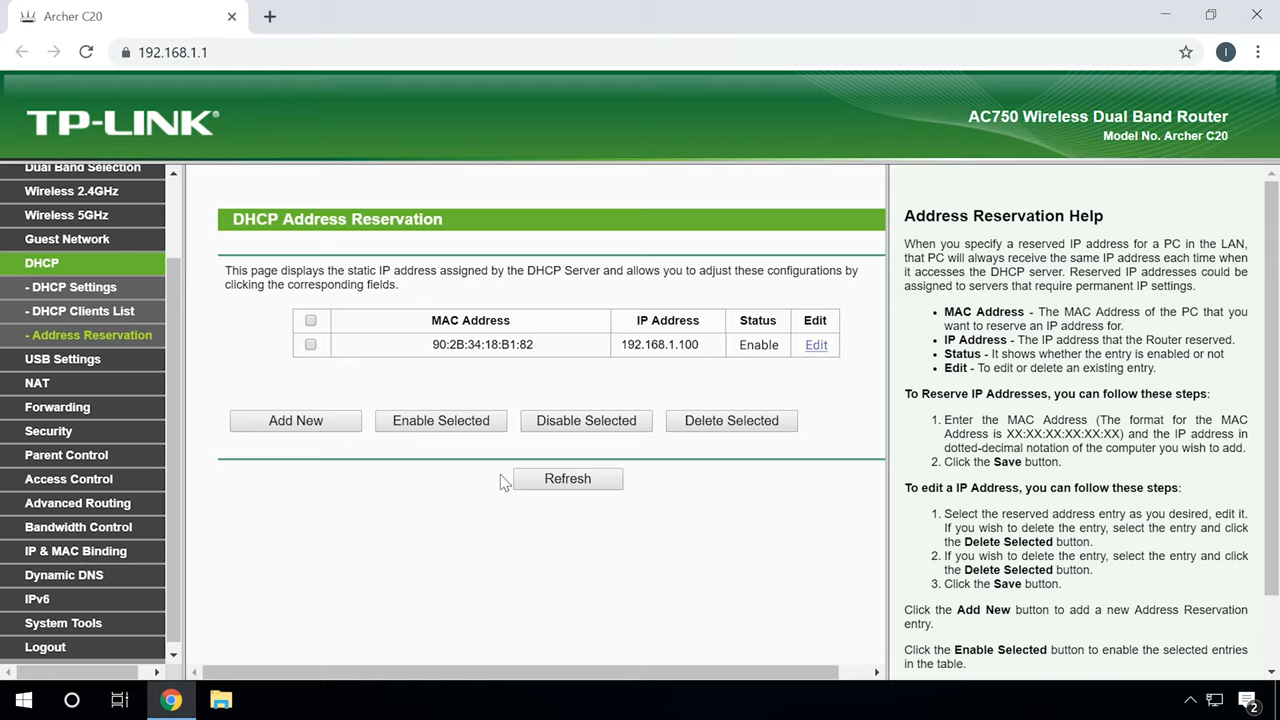 Archer C20
192.168.1.1
I
TP-LINK®
AC750 Wireless Dual Band Router
Model No. Archer C20
Dual Band Selection
Wireless 2.4GHz
Wireless 5GHz
Guest Network
DHCP
- DHCP Settings
- DHCP Clients List
- Address Reservation
USB Settings
NAT
Forwarding
Security
Parent Control
Access Control
Advanced Routing
Bandwidth Control
IP & MAC Binding
Dynamic DNS
IPv6
System Tools
Logout
DHCP Address Reservation
This page displays the static IP address assigned by the DHCP Server and allows you to adjust these configurations by
clicking the corresponding fields.
MAC Address IP Address Status Edit
90:2B:34:18:B1:82 192.168.1.100 Enable Edit
Add New Enable Selected Disable Selected Delete Selected
Refresh
Address Reservation Help
When you specify a reserved IP address for a PC in the LAN,
that PC will always receive the same IP address each time when
it accesses the DHCP server. Reserved IP addresses could be
assigned to servers that require permanent IP settings.
• MAC Address - The MAC Address of the PC that you
want to reserve an IP address for.
• IP Address - The IP address that the Router reserved.
• Status - It shows whether the entry is enabled or not
• Edit - To edit or delete an existing entry.
To Reserve IP Addresses, you can follow these steps:
1. Enter the MAC Address (The format for the MAC
Address is XX:XX:XX:XX:XX:XX) and the IP address in
dotted-decimal notation of the computer you wish to add.
2. Click the Save button.
To edit a IP Address, you can follow these steps:
1. Select the reserved address entry as you desired, edit it.
If you wish to delete the entry, select the entry and click
the Delete Selected button.
2. If you wish to delete the entry, select the entry and click
the Delete Selected button.
3. Click the Save button.
Click the Add New button to add a new Address Reservation
entry.
Click the Enable Selected button to enable the selected entries
in the table.
2